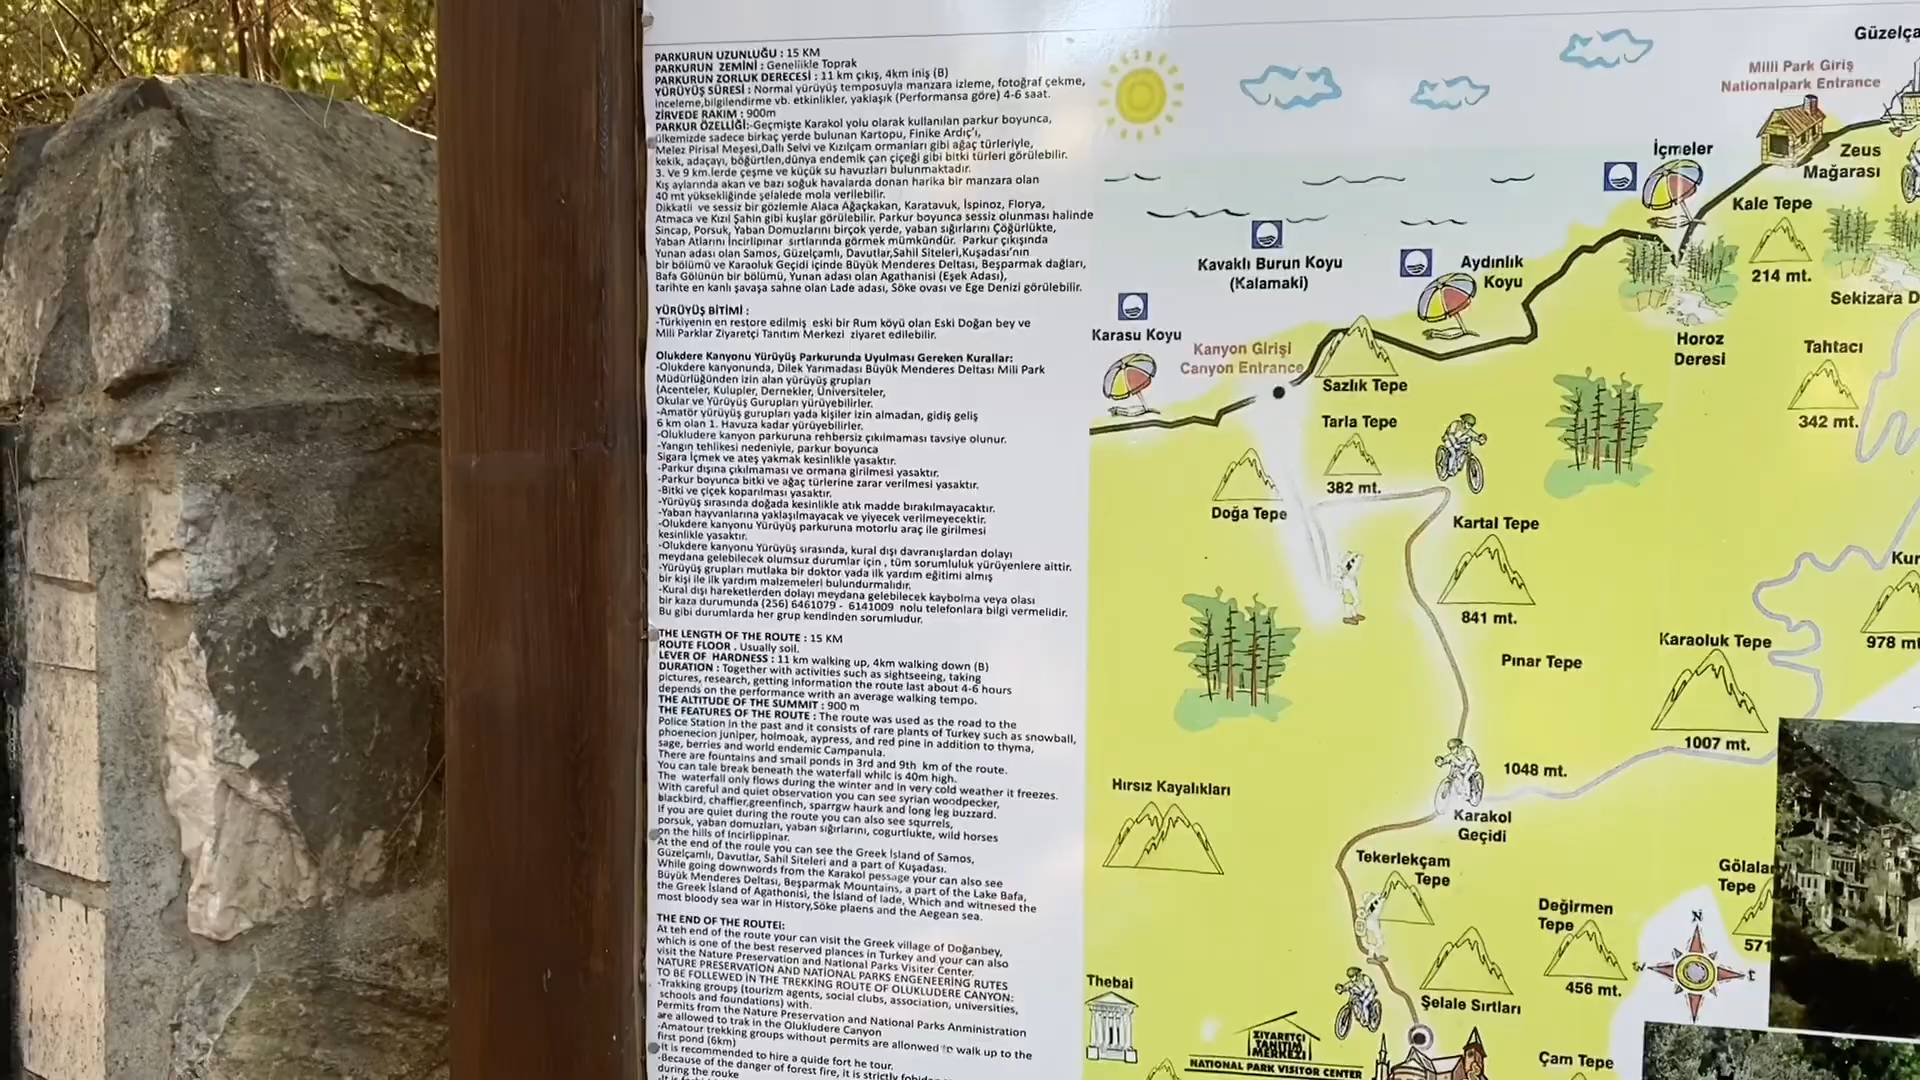 PARKURUN UZUNLUĞU : 15 KM
PARKURUN ZEMİNİ : Genellikle Toprak
PARKURUN ZORLUK DERECESİ : 11 km çıkış, 4km iniş (B)
YÜRÜYÜŞ SÜRESİ : Normal yürüyüş temposuyla manzara izleme, fotoğraf çekme,
inceleme,bilgilendirme vb. etkinlikler, yaklaşık (Performansa göre) 4-6 saat.
ZİRVEDE RAKIM : 900m
PARKUR ÖZELLİĞİ:-Geçmişte Karakol yolu olarak kullanılan parkur boyunca,
ülkemizde sadece birkaç yerde bulunan Kartopu, Finike Ardıç'ı,
Melez Pirisal Meşesi,Dallı Selvi ve Kızılçam ormanları gibi ağaç türleriyle,
kekik, adaçayı, böğürtlen,dünya endemik çan çiçeği gibi bitki türleri görülebilir.
3. Ve 9 km.lerde çeşme ve küçük su havuzları bulunmaktadır.
Kış aylarında akan ve bazı soğuk havalarda donan harika bir manzara olan
40 mt yüksekliğinde şelalede mola verilebilir.
Dikkatli ve sessiz bir gözlemle Alaca Ağaçkakan, Karatavuk, İspinoz, Florya,
Atmaca ve Kızıl Şahin gibi kuşlar görülebilir. Parkur boyunca sessiz olunması halinde
Sincap, Porsuk, Yaban Domuzlarını birçok yerde, yaban sığırlarını Çöğürlükte,
Yaban Atlarını İncirlipınar sırtlarında görmek mümkündür. Parkur çıkışında
Yunan adası olan Samos, Güzelçamlı, Davutlar,Sahil Siteleri,Kuşadası'nın
bir bölümü ve Karaoluk Geçidi içinde Büyük Menderes Deltası, Beşparmak dağları,
Bafa Gölünün bir bölümü, Yunan adası olan Agathanisi (Eşek Adası),
tarihte en kanlı savaşa sahne olan Lade adası, Söke ovası ve Ege Denizi görülebilir.
YÜRÜYÜŞ BİTİMİ :
-Türkiyenin en restore edilmiş eski bir Rum köyü olan Eski Doğan bey ve
Mili Parklar Ziyaretçi Tanıtım Merkezi ziyaret edilebilir.
Olukdere Kanyonu Yürüyüş Parkurunda Uyulması Gereken Kurallar:
-Olukdere kanyonunda, Dilek Yarımadası Büyük Menderes Deltası Mili Park
Müdürlüğünden izin alan yürüyüş grupları
(Acenteler, Kulupler, Dernekler, Üniversiteler,
Okular ve Yürüyüş Gurupları yürüyebilirler.
-Amatör yürüyüş gurupları yada kişiler izin almadan, gidiş geliş
6 km olan 1. Havuza kadar yürüyebilirler.
-Olukludere kanyon parkuruna rehbersiz çıkılmaması tavsiye olunur.
-Yangın tehlikesi nedeniyle, parkur boyunca
Sigara İçmek ve ateş yakmak kesinlikle yasaktır.
-Parkur dışına çıkılmaması ve ormana girilmesi yasaktır.
-Parkur boyunca bitki ve ağaç türlerine zarar verilmesi yasaktır.
-Bitki ve çiçek koparılması yasaktır.
-Yürüyüş sırasında doğada kesinlikle atık madde bırakılmayacaktır.
-Yaban hayvanlarına yaklaşılmayacak ve yiyecek verilmeyecektir.
-Olukdere kanyonu Yürüyüş parkuruna motorlu araç ile girilmesi
kesinlikle yasaktır.
-Olukdere kanyonu Yürüyüş sırasında, kural dışı davranışlardan dolayı
meydana gelebilecek olumsuz durumlar için , tüm sorumluluk yürüyenlere aittir.
-Yürüyüş grupları mutlaka bir doktor yada ilk yardım eğitimi almış
bir kişi ile ilk yardım malzemeleri bulundurmalıdır.
-Kural dışı hareketlerden dolayı meydana gelebilecek kaybolma veya olası
bir kaza durumunda (256) 6461079 - 6141009 nolu telefonlara bilgi vermelidir.
Bu gibi durumlarda her grup kendinden sorumludur.
THE LENGTH OF THE ROUTE : 15 KM
ROUTE FLOOR . Usually soil.
LEVER OF HARDNESS : 11 km walking up, 4km walking down (B)
DURATION : Together with activities such as sightseeing, taking
pictures, research, getting information the route last about 4-6 hours
depends on the performance writh an average walking tempo.
THE ALTITUDE OF THE SUMMIT : 900 m
THE FEATURES OF THE ROUTE : The route was used as the road to the
Police Station in the past and it consists of rare plants of Turkey such as snowball,
phoenecion juniper, holmoak, aypress, and red pine in addition to thyma,
sage, berries and world endemic Campanula.
There are fountains and small ponds in 3rd and 9th km of the route.
You can tale break beneath the waterfall whilc is 40m high.
The waterfall only flows during the winter and in very cold weather it freezes.
With careful and quiet observation you can see syrian woodpecker,
blackbird, chaffier,greenfinch, sparrgw haurk and long leg buzzard.
If you are quiet during the route you can also see squrrels,
porsuk, yaban domuzları, yaban sığırlarını, cogurtlukte, wild horses
on the hills of Incirlippinar.
At the end of the roule you can see the Greek Island of Samos,
Güzelçamlı, Davutlar, Sahil Siteleri and a part of Kuşadası.
While going downwords from the Karakol pessage your can also see
Büyük Menderes Deltası, Beşparmak Mountains, a part of the Lake Bafa,
the Greek Island of Agathonisi, the Island of lade, Which and witnesed the
most bloody sea war in History,Söke plaens and the Aegean sea.
THE END OF THE ROUTEI:
At teh end of the route your can visit the Greek village of Doğanbey,
which is one of the best reserved plances in Turkey and your can also
visit the Nature Preservation and National Parks Visiter Center.
NATURE PRESERVATION AND NATIONAL PARKS ENGENEERING RUTES
TO BE FOLLEWED IN THE TREKKING ROUTE OF OLUKLUDERE CANYON:
-Trakking groups (tourizm agents, social clubs, association, universities,
schools and foundations) with.
Permits from the Nature Preservation and National Parks Anministration
are allowed to trak in the Olukludere Canyon
-Amatour trekking groups without permits are allonwed to walk up to the
first pond (6km)
-It is recommended to hire a quide fort he tour.
-Because of the danger of forest fire, it is strictly
during the rouke
Güzelça
Milli Park Giriş
Nationalpark Entrance
İçmeler
Zeus
Mağarası
Kale Tepe
214 mt.
Kavaklı Burun Koyu
(Kalamaki)
Aydınlık
Koyu
Sekizara D
Karasu Koyu
Kanyon Girişi
Canyon Entrance
Horoz
Deresi
Tahtacı
342 mt.
Sazlık Tepe
Tarla Tepe
382 mt.
Doğa Tepe
Kartal Tepe
841 mt.
Kur
978 mt
Karaoluk Tepe
1007 mt.
Pınar Tepe
1048 mt.
Hırsız Kayalıkları
Karakol
Geçidi
Tekerlekçam
Tepe
Gölalan
Tepe
571
Değirmen
Tepe
456 mt.
N
W
E
Thebai
Şelale Sırtları
ZİYARETÇİ
TANITIM
MERKEZİ
NATIONAL PARK VISITOR CENTER
Çam Tepe